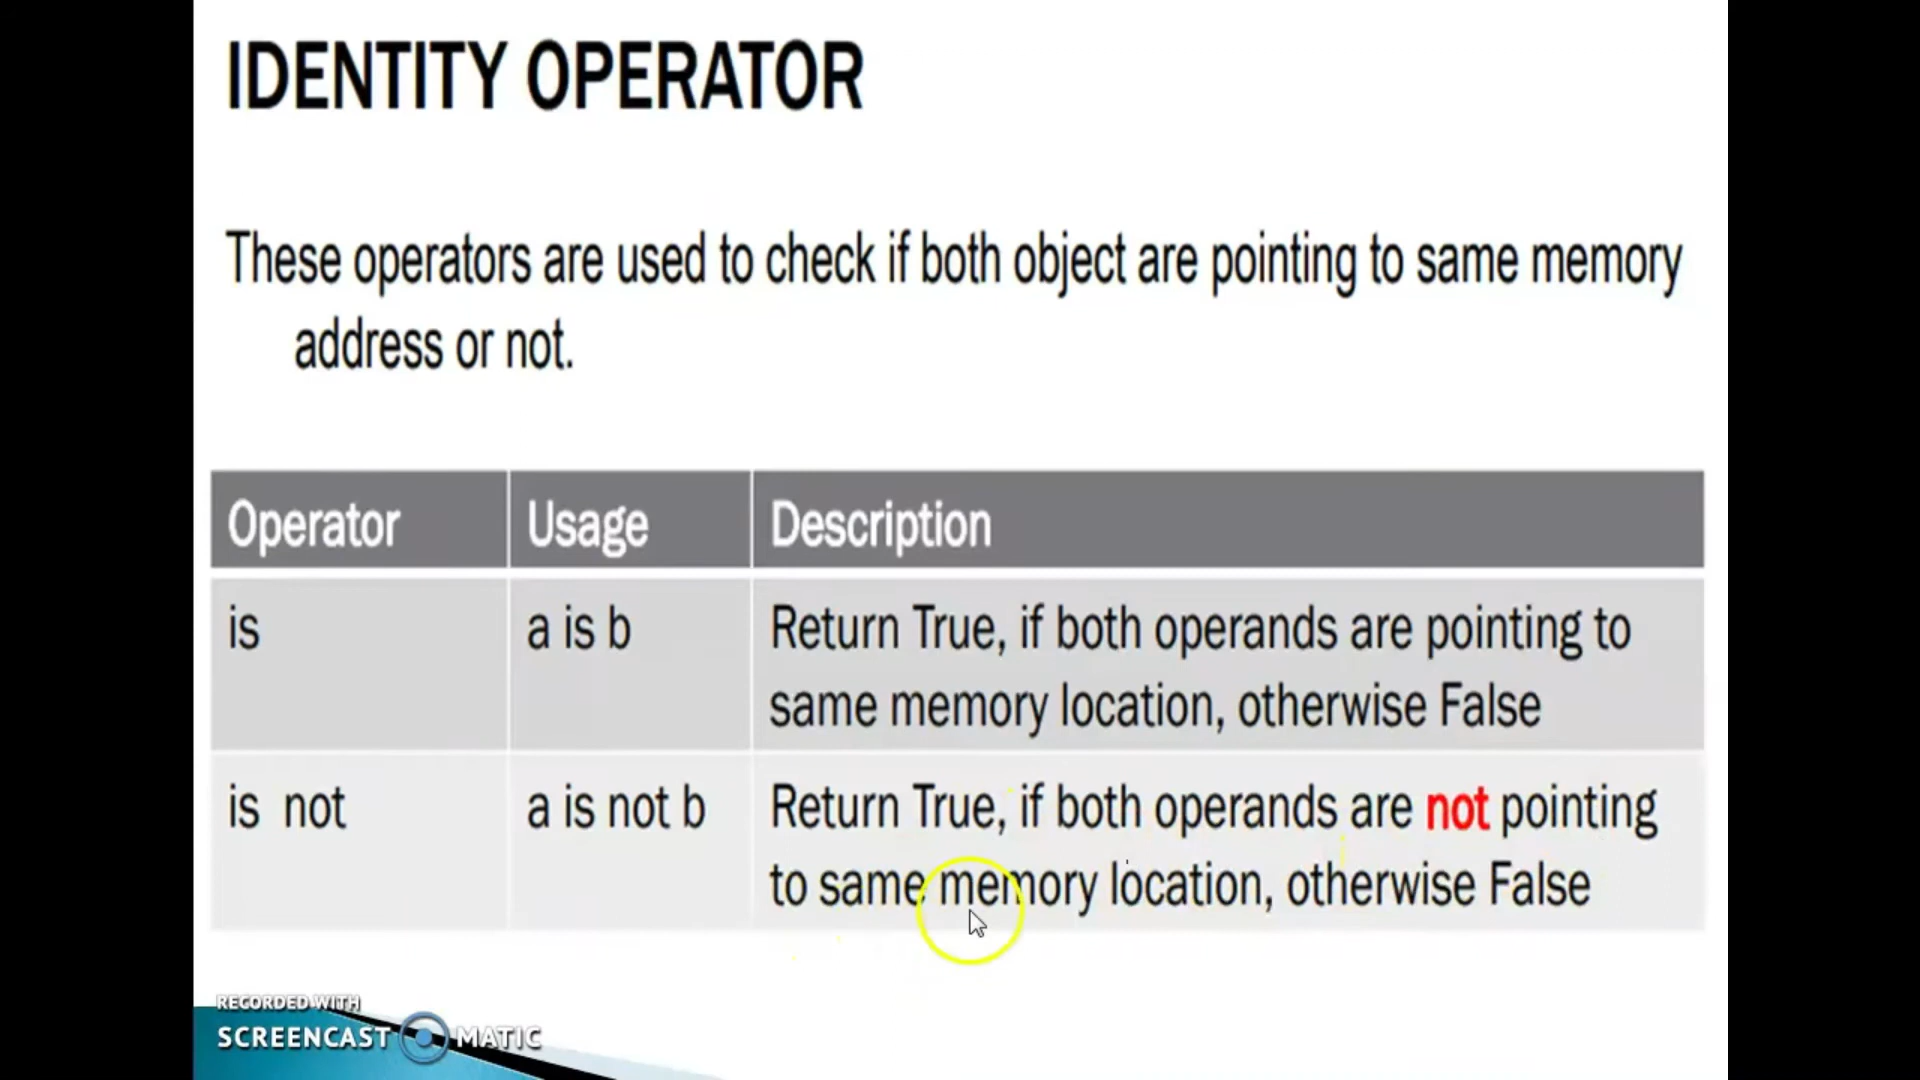 IDENTITY OPERATOR
These operators are used to check if both object are pointing to same memory
address or not.
Operator Usage Description
is a is b Return True, if both operands are pointing to
same memory location, otherwise False
is not a is not b Return True, if both operands are not pointing
to same memory location, otherwise False
RECORDED WITH
SCREENCAST MATIC